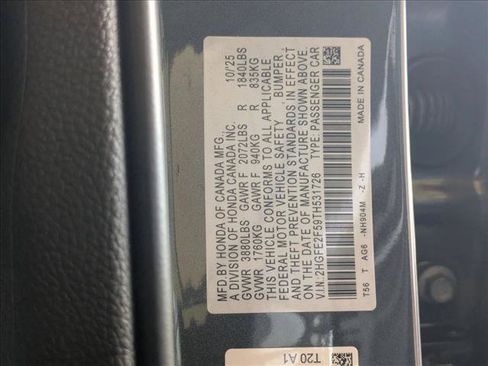 MFD BY HONDA OF CANADA MFG., 10/25
A DIVISION OF HONDA CANADA INC.
GVWR 3880LBS GAWR F 2072LBS R 1840LBS
GVWR 1760KG GAWR F 940KG R 835KG
THIS VEHICLE CONFORMS TO ALL APPLICABLE
FEDERAL MOTOR VEHICLE SAFETY , BUMPER ,
AND THEFT PREVENTION STANDARDS IN EFFECT
ON THE DATE OF MANUFACTURE SHOWN ABOVE.
V.I.N.:2HGFE2F59TH531726 TYPE:PASSENGER CAR
T56 T AG6 -NH904M -Z -H MADE IN CANADA
T20 A1